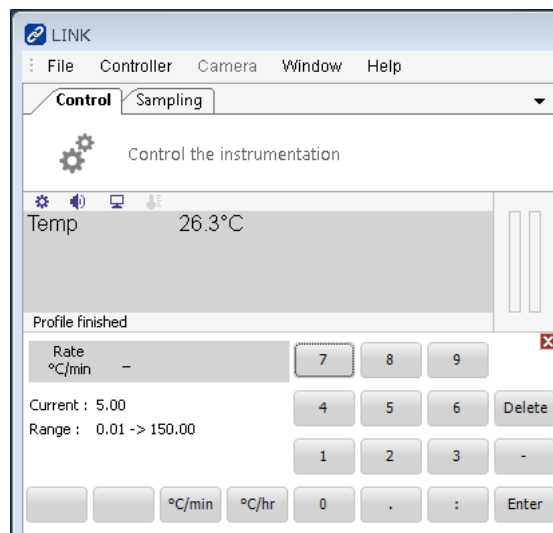 LINK
File Controller Camera Window Help
Control Sampling
Control the instrumentation
Temp 26.3°C
Profile finished
Rate
°C/min –
7 8 9
Current : 5.00
4 5 6 Delete
Range : 0.01 -> 150.00
1 2 3 -
°C/min °C/hr 0 . : Enter